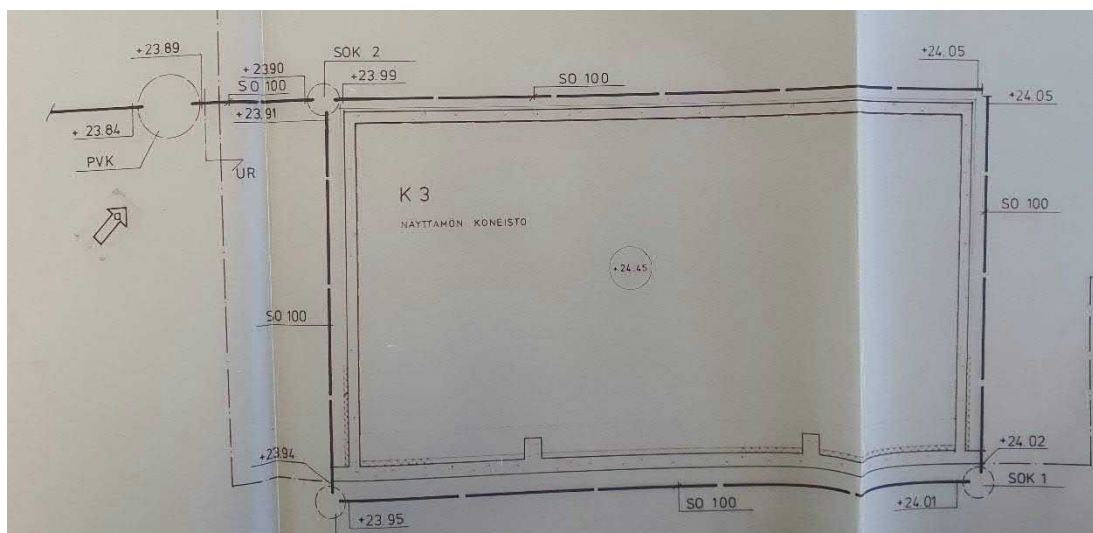 +23.89
SOK 2
+24.05
+23.90
SO 100
+23.99
SO 100
+24.05
+23.84
+23.91
PVK
UR
K 3
NÄYTTÄMÖN KONEISTO
SO 100
+24.45
SO 100
+23.94
+24.02
SOK 1
+23.95
SO 100
+24.01